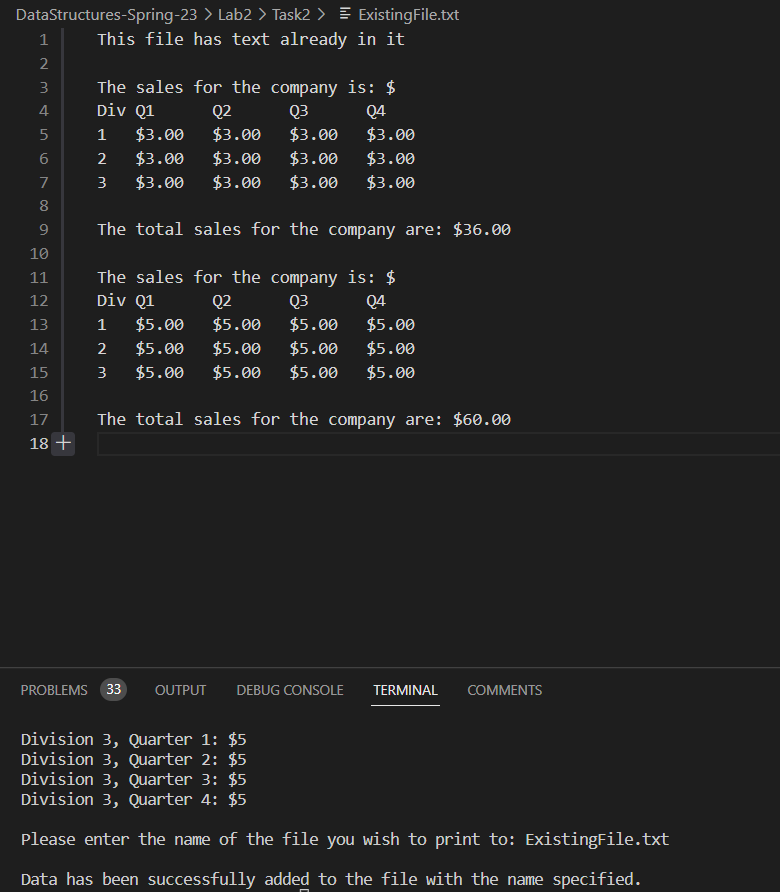 DataStructures-Spring-23 > Lab2 > Task2 > ExistingFile.txt
1 This file has text already in it
2
3 The sales for the company is: $
4 Div Q1 Q2 Q3 Q4
5 1 $3.00 $3.00 $3.00 $3.00
6 2 $3.00 $3.00 $3.00 $3.00
7 3 $3.00 $3.00 $3.00 $3.00
8
9 The total sales for the company are: $36.00
10
11 The sales for the company is: $
12 Div Q1 Q2 Q3 Q4
13 1 $5.00 $5.00 $5.00 $5.00
14 2 $5.00 $5.00 $5.00 $5.00
15 3 $5.00 $5.00 $5.00 $5.00
16
17 The total sales for the company are: $60.00
18 +
PROBLEMS 33 OUTPUT DEBUG CONSOLE TERMINAL COMMENTS
Division 3, Quarter 1: $5
Division 3, Quarter 2: $5
Division 3, Quarter 3: $5
Division 3, Quarter 4: $5
Please enter the name of the file you wish to print to: ExistingFile.txt
Data has been successfully added to the file with the name specified.